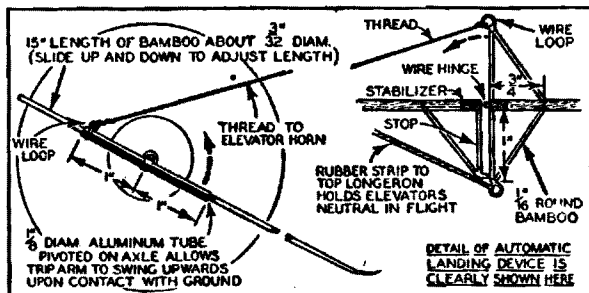 15" LENGTH OF BAMBOO ABOUT 3/32" DIAM.
(SLIDE UP AND DOWN TO ADJUST LENGTH)
WIRE
LOOP
THREAD TO
ELEVATOR HORN
1"
1"
1/8" DIAM. ALUMINUM TUBE
PIVOTED ON AXLE ALLOWS
TRIP ARM TO SWING UPWARDS
UPON CONTACT WITH GROUND
THREAD
WIRE
LOOP
WIRE HINGE
3/4"
STABILIZER
STOP
1"
RUBBER STRIP TO
TOP LONGERON
HOLDS ELEVATORS
NEUTRAL IN FLIGHT
1/16" ROUND
BAMBOO
DETAIL OF AUTOMATIC
LANDING DEVICE IS
CLEARLY SHOWN HERE